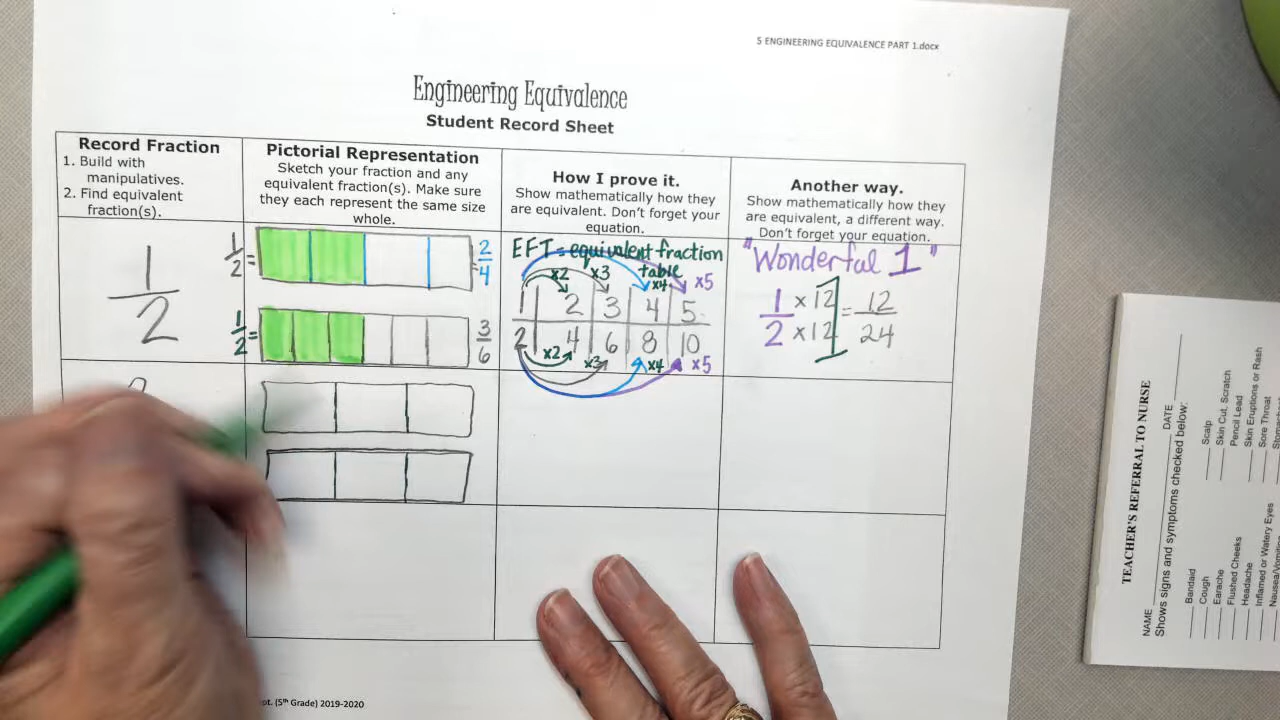 5 ENGINEERING EQUIVALENCE PART 1.docx
Engineering Equivalence
Student Record Sheet
Record Fraction
1. Build with
manipulatives.
2. Find equivalent
fraction(s).
Pictorial Representation
Sketch your fraction and any
equivalent fraction(s). Make sure
they each represent the same size
whole.
How I prove it.
Show mathematically how they
are equivalent. Don't forget your
equation.
Another way.
Show mathematically how they
are equivalent, a different way.
Don't forget your equation.
1
2
1
2
=
= 2
4
1
2
=
3
6
EFT = equivalent fraction
table
x2 x3 x4 x5
1 2 3 4 5
2 4 6 8 10
x2 x3 x4 x5
"Wonderful 1"
1 x 12 = 12
2 x 12 24
(5th Grade) 2019-2020
TEACHER'S REFERRAL TO NURSE
NAME DATE
Shows signs and symptoms checked below:
Bandaid
Cough
Earache
Flushed Cheeks
Headache
Inflamed or Watery Eyes
Scalp
Skin Cut, Scratch
Pencil Lead
Skin Eruptions or Rash
Sore Throat